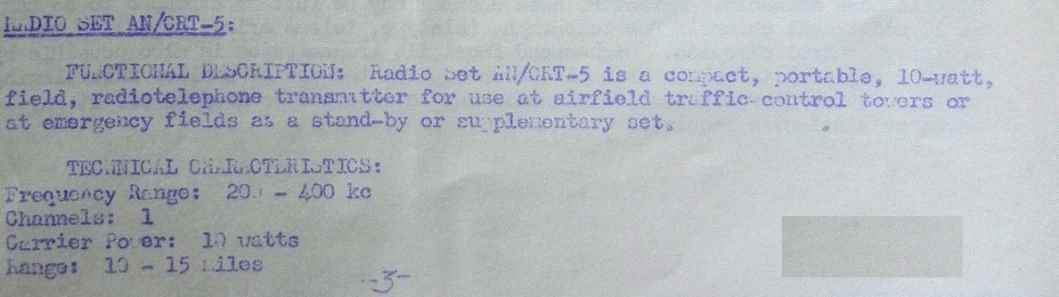 RADIO SET AN/CRT-5:
FUNCTIONAL DESCRIPTION: Radio Set AN/CRT-5 is a compact, portable, 10-watt,
field, radiotelephone transmitter for use at airfield traffic-control towers or
at emergency fields as a stand-by or supplementary set.
TECHNICAL CHARACTERISTICS:
Frequency Range: 200 - 400 kc
Channels: 1
Carrier Power: 10 watts
Range: 10 - 15 miles
-3-